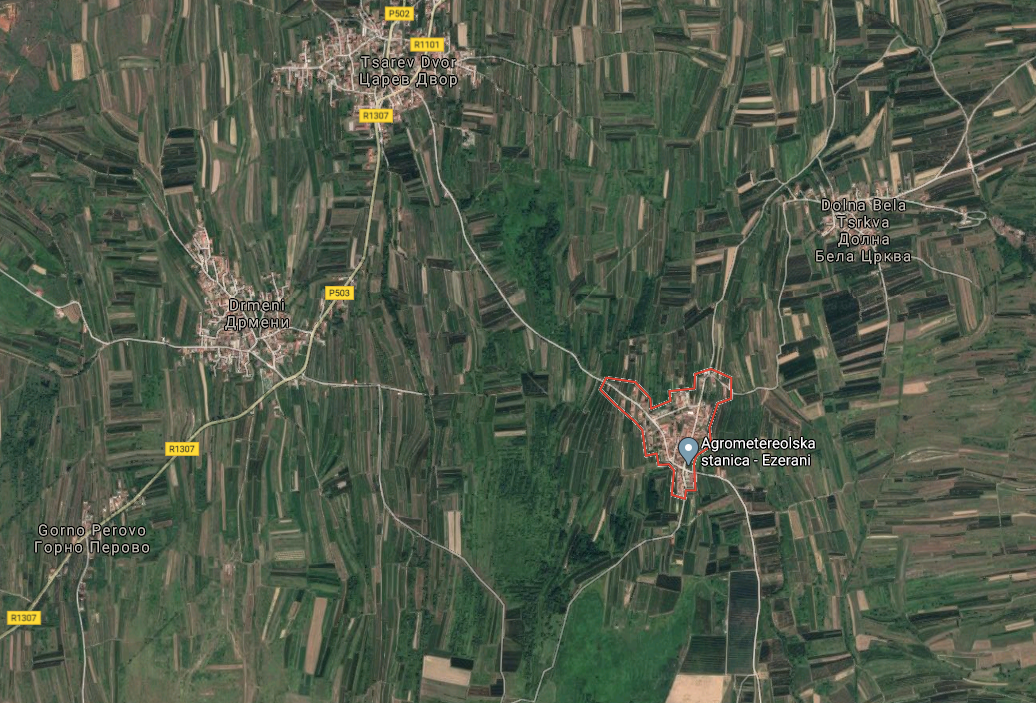 P502
R1101
Tsarev Dvor
Царев Двор
R1307
Dolna Bela
Tsrkva
Долна
Бела Црква
P503
Drmeni
Дрмени
R1307
Agrometereolska
stanica - Ezerani
Gorno Perovo
Горно Перово
R1307